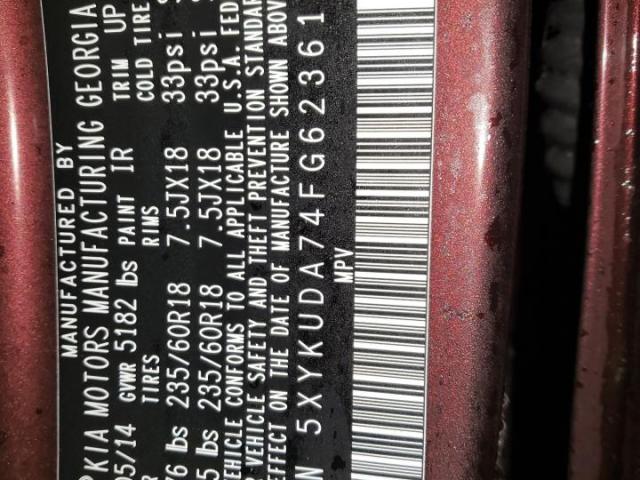 MANUFACTURED BY
KIA MOTORS MANUFACTURING GEORGIA
05/14 GVWR 5182 lbs PAINT IR TRIM UP
TIRES RIMS COLD TIRE
76 lbs 235/60R18 7.5JX18 33psi
5 lbs 235/60R18 7.5JX18 33psi
VEHICLE CONFORMS TO ALL APPLICABLE U.S.A. FED
VEHICLE SAFETY AND THEFT PREVENTION STANDAR
EFFECT ON THE DATE OF MANUFACTURE SHOWN ABOV
N 5XYKUDA74FG62361
MPV